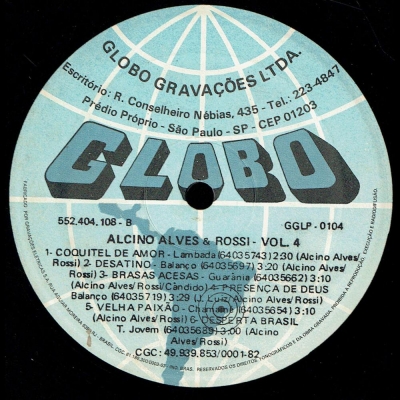 GLOBO GRAVAÇÕES LTDA.
Escritório: R. Conselheiro Nébias, 435 - Tel.: 223-4847
Prédio Próprio - São Paulo - SP - CEP 01203
GLOBO
552.404.108 - B
GGLP - 0104
ALCINO ALVES & ROSSI - VOL. 4
1- COQUITEL DE AMOR - Lambada (64035743) 2:30 (Alcino Alves/
Rossi) 2- DESATINO - Balanço (64035697) 3:20 (Alcino Alves/
Rossi) 3- BRASAS ACESAS - Guarânia (64035662) 3:10
(Alcino Alves/Rossi/Cândido) 4- PRESENÇA DE DEUS
Balanço (64035719) 3:29 (J. Luiz/Alcino Alves/Rossi)
5- VELHA PAIXÃO - Chamamé (64035654) 3:10
(Alcino Alves/Rossi) 6- DESPERTA BRASIL
T. Jovem (64035689) 3:00 (Alcino
Alves/Rossi)
CGC: 49.939.853/0001-82